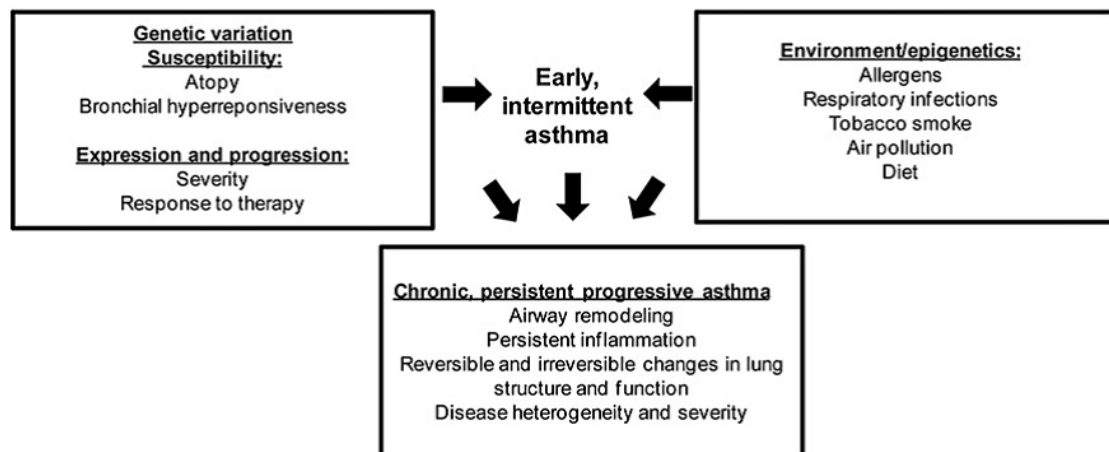 Genetic variation
Susceptibility:
Atopy
Bronchial hyperreponsiveness
Expression and progression:
Severity
Response to therapy
Early,
intermittent
asthma
Environment/epigenetics:
Allergens
Respiratory infections
Tobacco smoke
Air pollution
Diet
Chronic, persistent progressive asthma
Airway remodeling
Persistent inflammation
Reversible and irreversible changes in lung
structure and function
Disease heterogeneity and severity